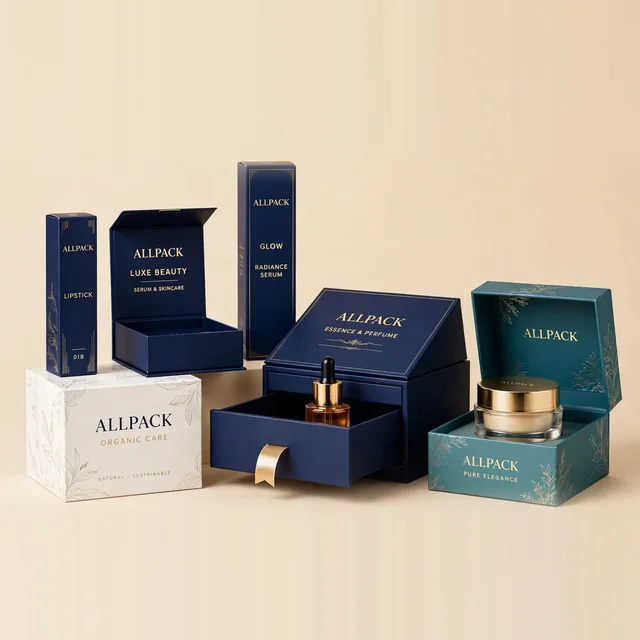 ALLPACK
LIPSTICK
018
ALLPACK
LUXE BEAUTY
SERUM & SKINCARE
ALLPACK
GLOW
RADIANCE
SERUM
ALLPACK
ESSENCE & PERFUME
ALLPACK
ORGANIC CARE
NATURAL + SUSTAINABLE
ALLPACK
ALLPACK
PURE ELEGANCE